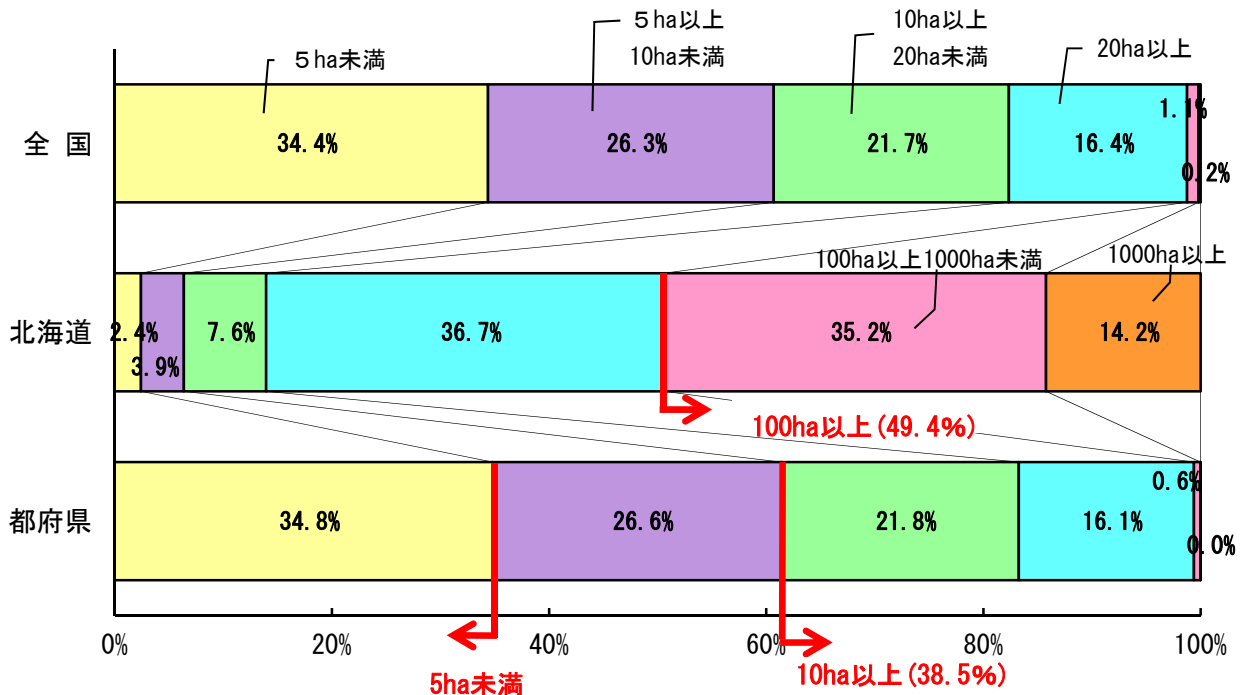 ５ha未満
５ha以上
10ha未満
10ha以上
20ha未満
20ha以上
全 国
34.4%
26.3%
21.7%
16.4%
1.1%
0.2%
100ha以上1000ha未満
1000ha以上
北海道
2.4%
3.9%
7.6%
36.7%
35.2%
14.2%
100ha以上(49.4%)
都府県
34.8%
26.6%
21.8%
16.1%
0.6%
0.0%
0%
20%
40%
60%
80%
100%
5ha未満
10ha以上(38.5%)